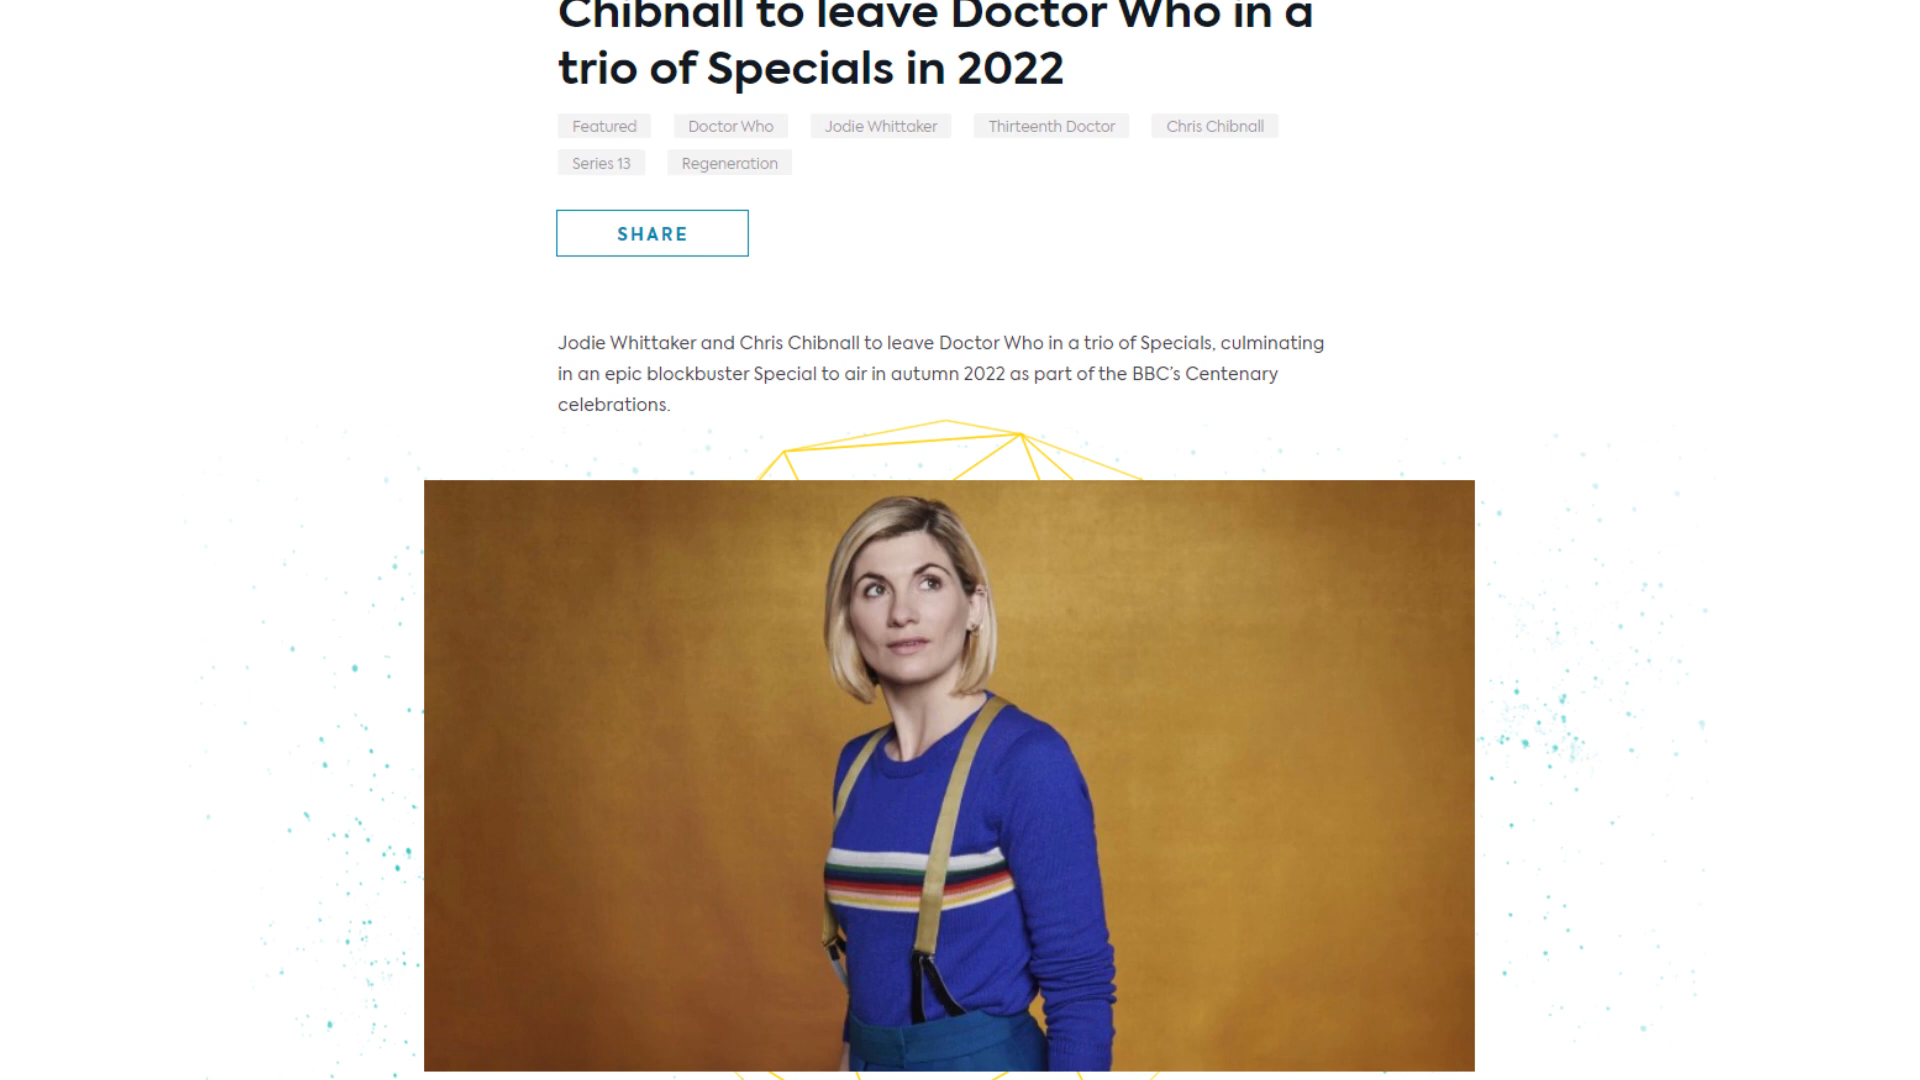 Chibnall to leave Doctor Who in a
trio of Specials in 2022
Featured Doctor Who Jodie Whittaker Thirteenth Doctor Chris Chibnall
Series 13 Regeneration
SHARE
Jodie Whittaker and Chris Chibnall to leave Doctor Who in a trio of Specials, culminating
in an epic blockbuster Special to air in autumn 2022 as part of the BBC’s Centenary
celebrations.